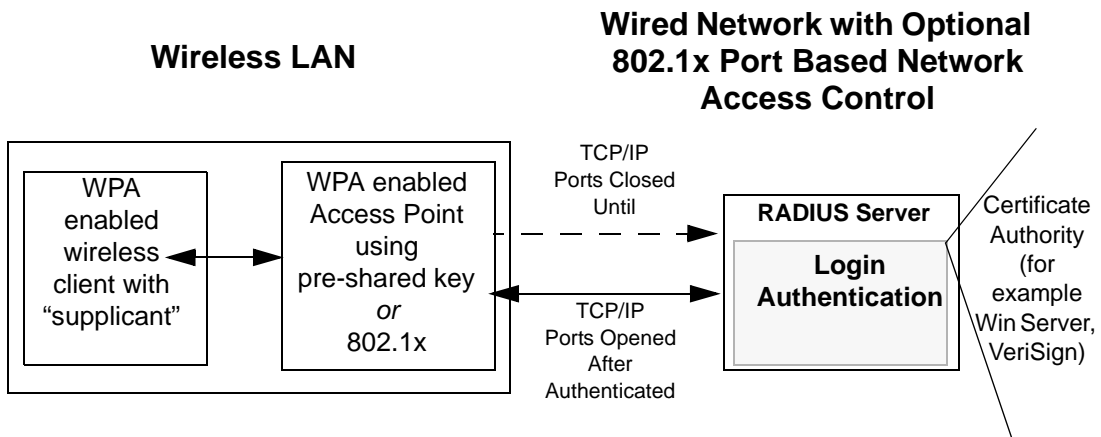 Wireless LAN
Wired Network with Optional
802.1x Port Based Network
Access Control
WPA
enabled
wireless
client with
“supplicant”
WPA enabled
Access Point
using
pre-shared key
or
802.1x
TCP/IP
Ports Closed
Until
TCP/IP
Ports Opened
After
Authenticated
RADIUS Server
Login
Authentication
Certificate
Authority
(for
example
Win Server,
VeriSign)